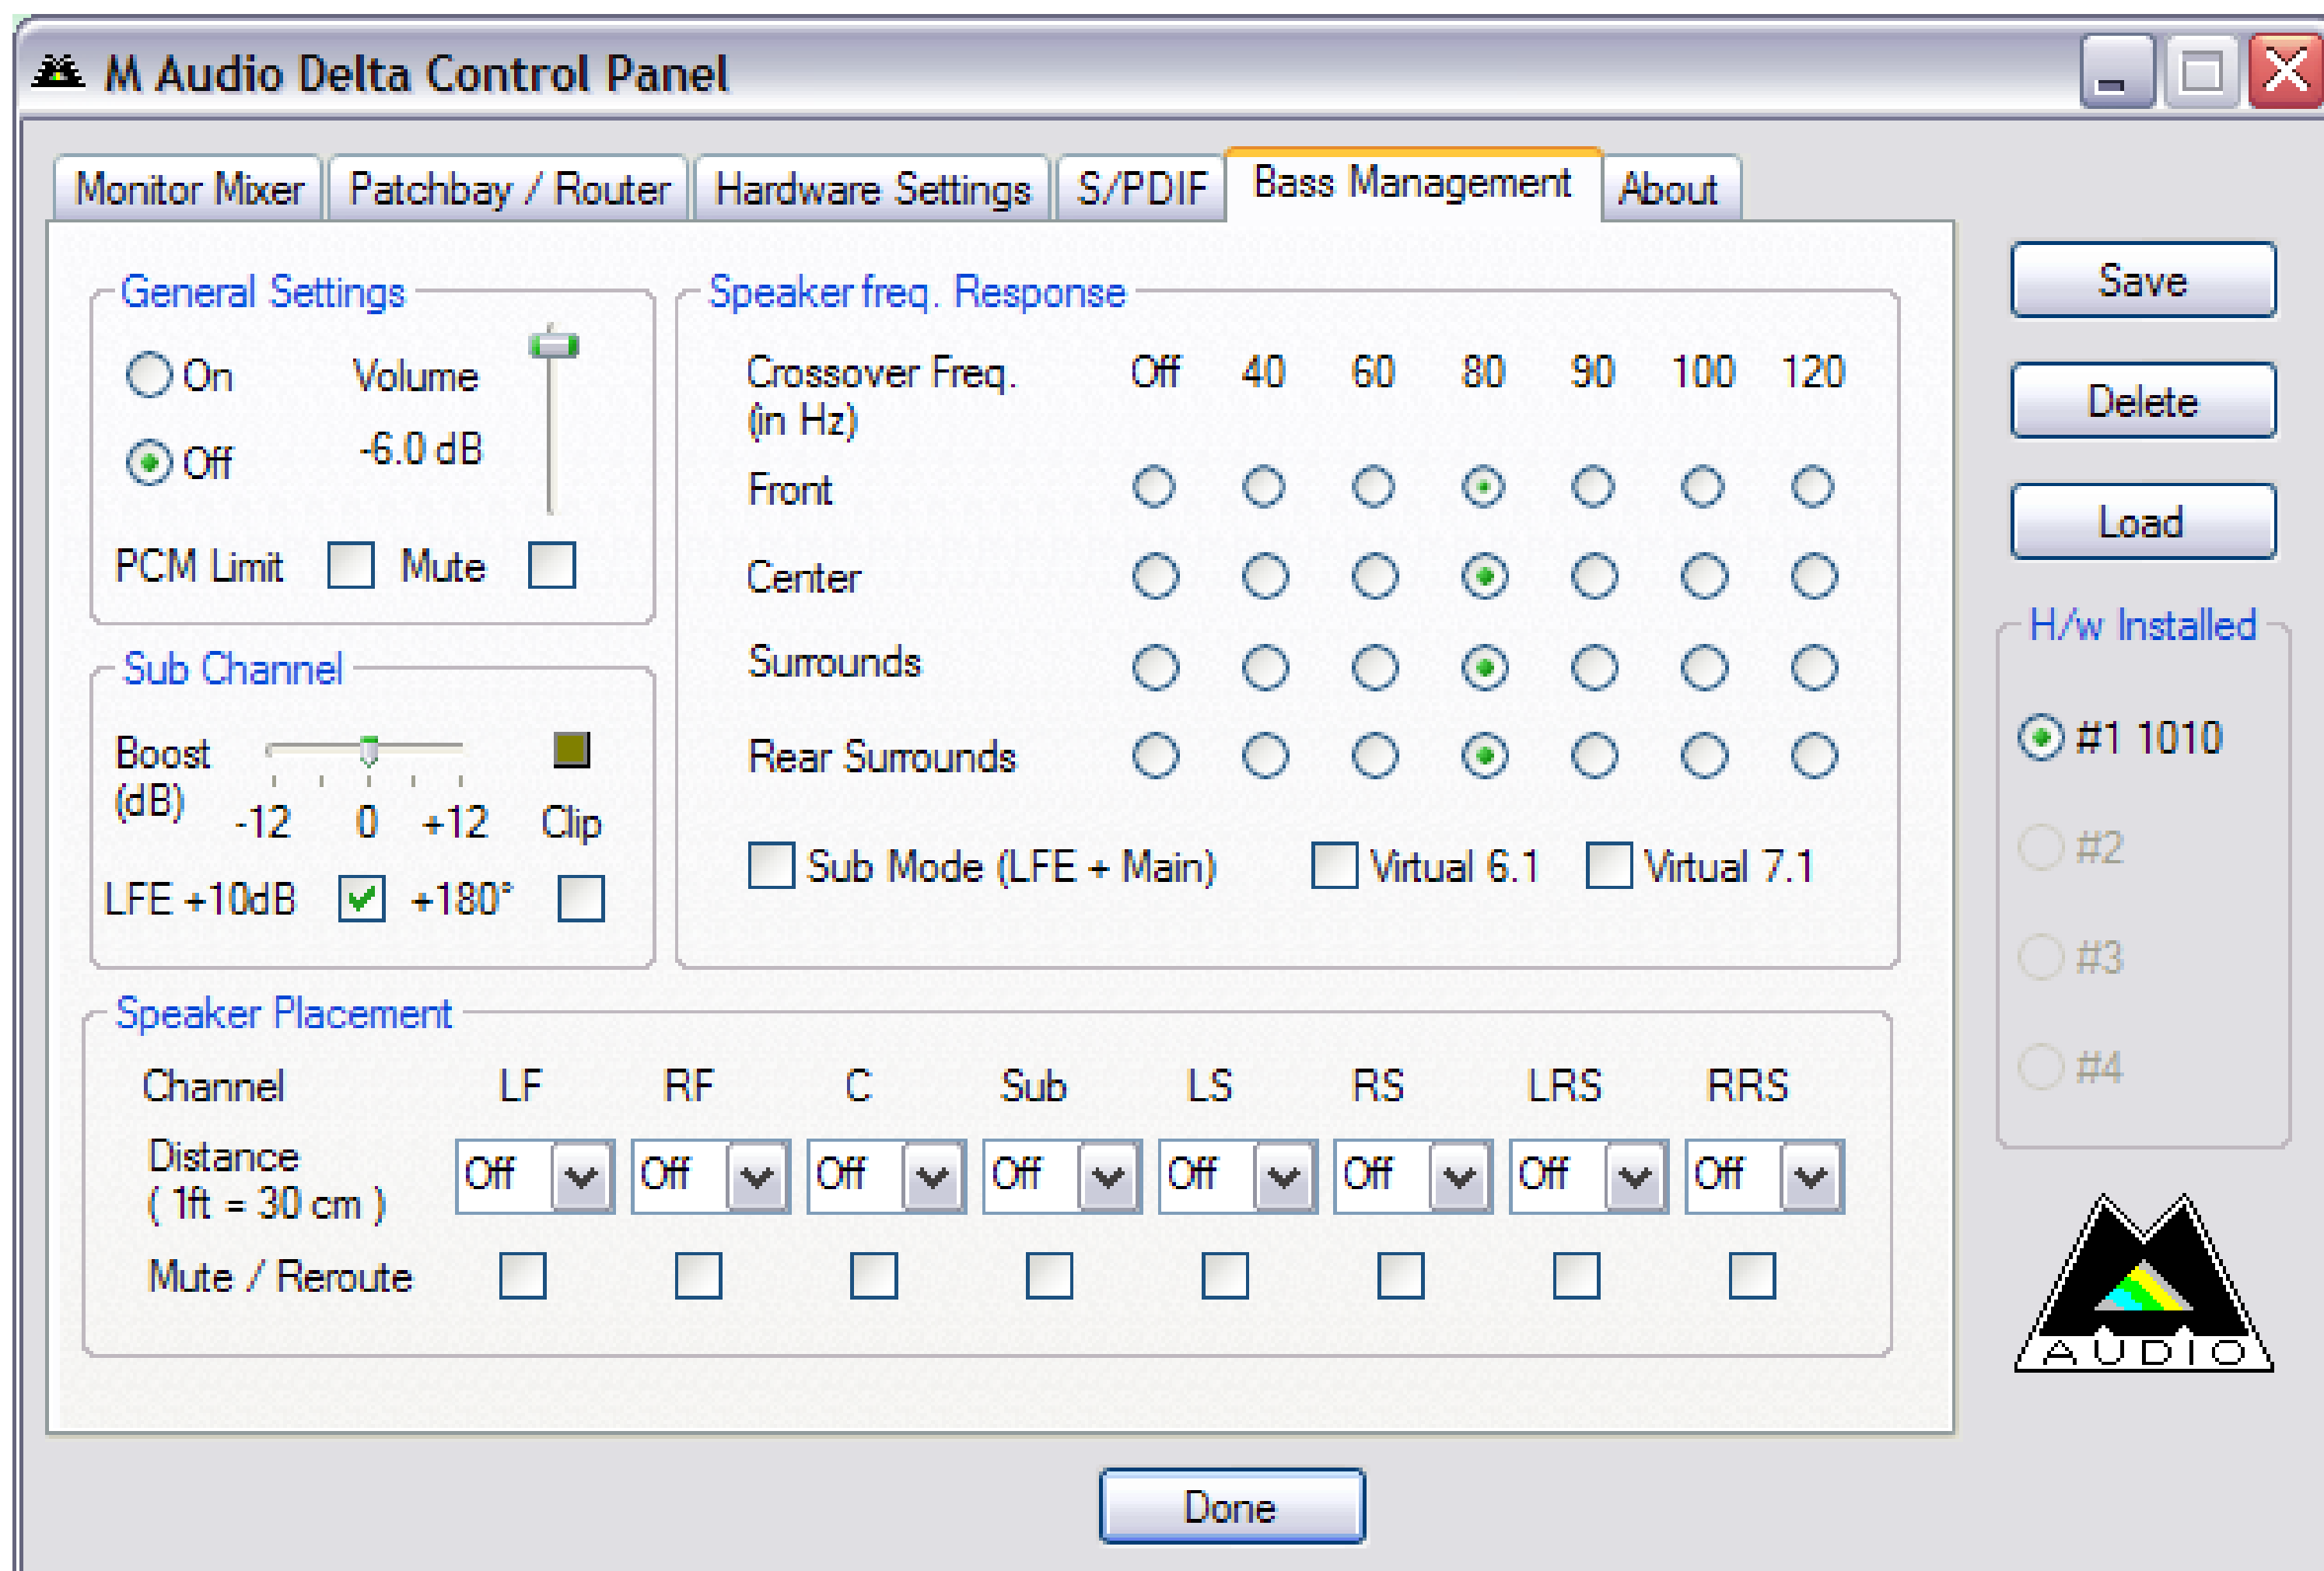 M Audio Delta Control Panel
Monitor Mixer Patchbay / Router Hardware Settings S/PDIF Bass Management About
General Settings
On Volume
Off -6.0 dB
PCM Limit Mute
Sub Channel
Boost
(dB) -12 0 +12 Clip
LFE +10dB +180°
Speaker freq. Response
Crossover Freq. Off 40 60 80 90 100 120
(in Hz)
Front
Center
Surrounds
Rear Surrounds
Sub Mode (LFE + Main) Virtual 6.1 Virtual 7.1
Speaker Placement
Channel LF RF C Sub LS RS LRS RRS
Distance
( 1ft = 30 cm ) Off Off Off Off Off Off Off Off
Mute / Reroute
Save
Delete
Load
H/w Installed
#1 1010
#2
#3
#4
AUDIO
Done